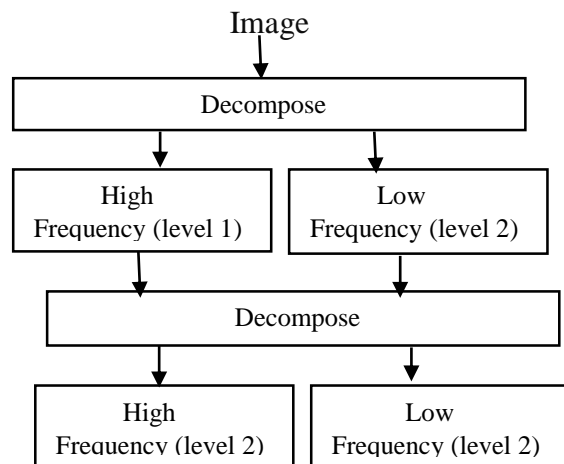 Image
Decompose
High
Frequency (level 1)
Low
Frequency (level 2)
Decompose
High
Frequency (level 2)
Low
Frequency (level 2)